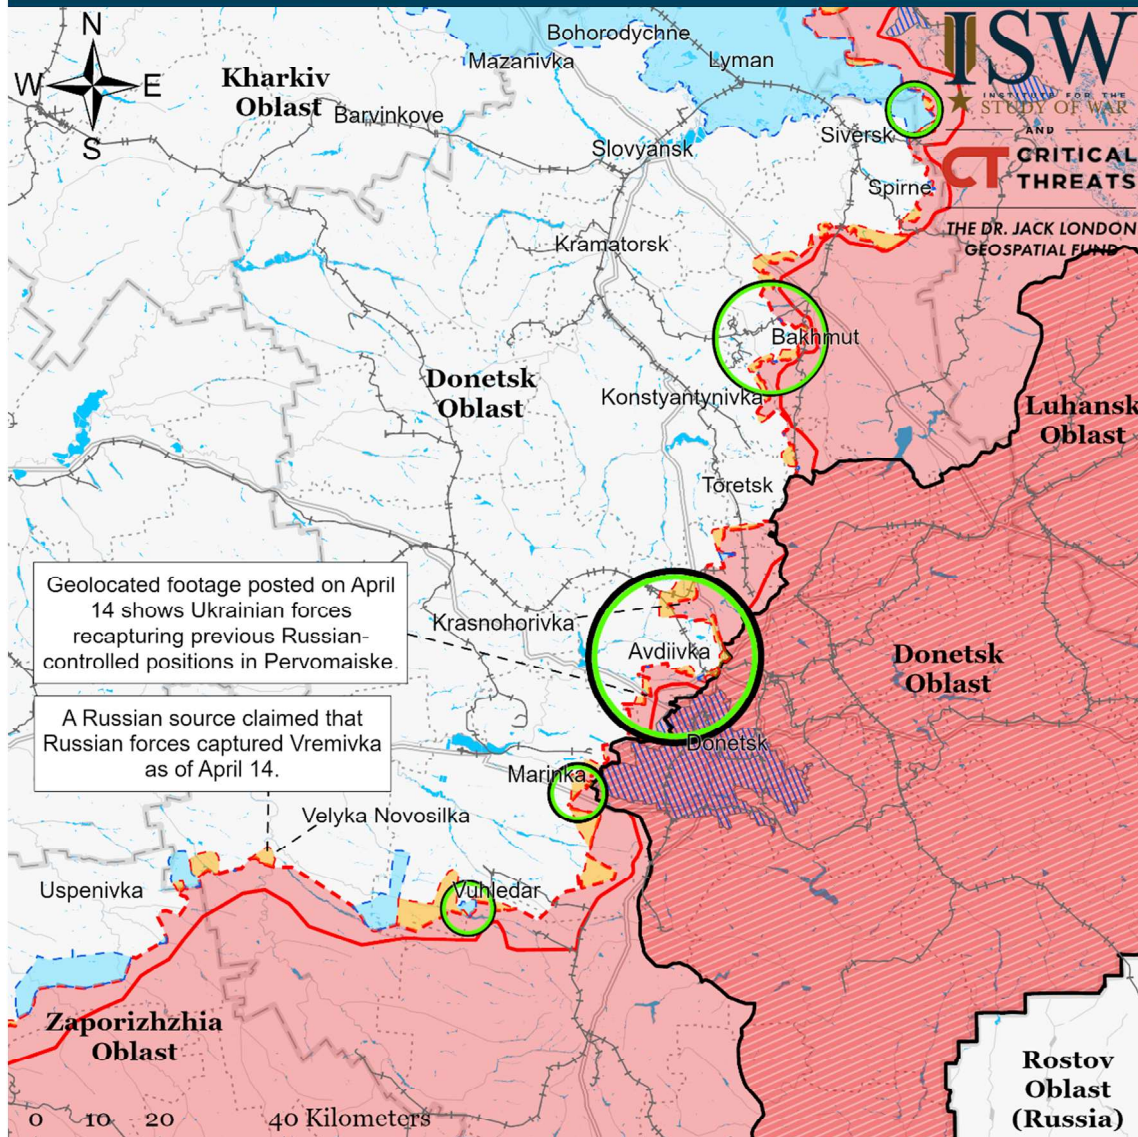 N
W
E
S
Kharkiv
Oblast
Bohorodychne
Mazanivka
Lyman
Barvinkove
Slovyansk
Siversk
Spirne
ISW
INSTITUTE FOR THE
STUDY OF WAR
AND
CT CRITICAL
THREATS
THE DR. JACK LONDON
GEOSPATIAL FUND
Kramatorsk
Bakhmut
Donetsk
Oblast
Konstyantynivka
Luhansk
Oblast
Toretsk
Geolocated footage posted on April
14 shows Ukrainian forces
recapturing previous Russian-
controlled positions in Pervomaiske.
Krasnohorivka
Avdiivka
Donetsk
Oblast
A Russian source claimed that
Russian forces captured Vremivka
as of April 14.
Donetsk
Marinka
Velyka Novosilka
Uspenivka
Vuhledar
Zaporizhzhia
Oblast
Rostov
Oblast
(Russia)
0 10 20 40 Kilometers